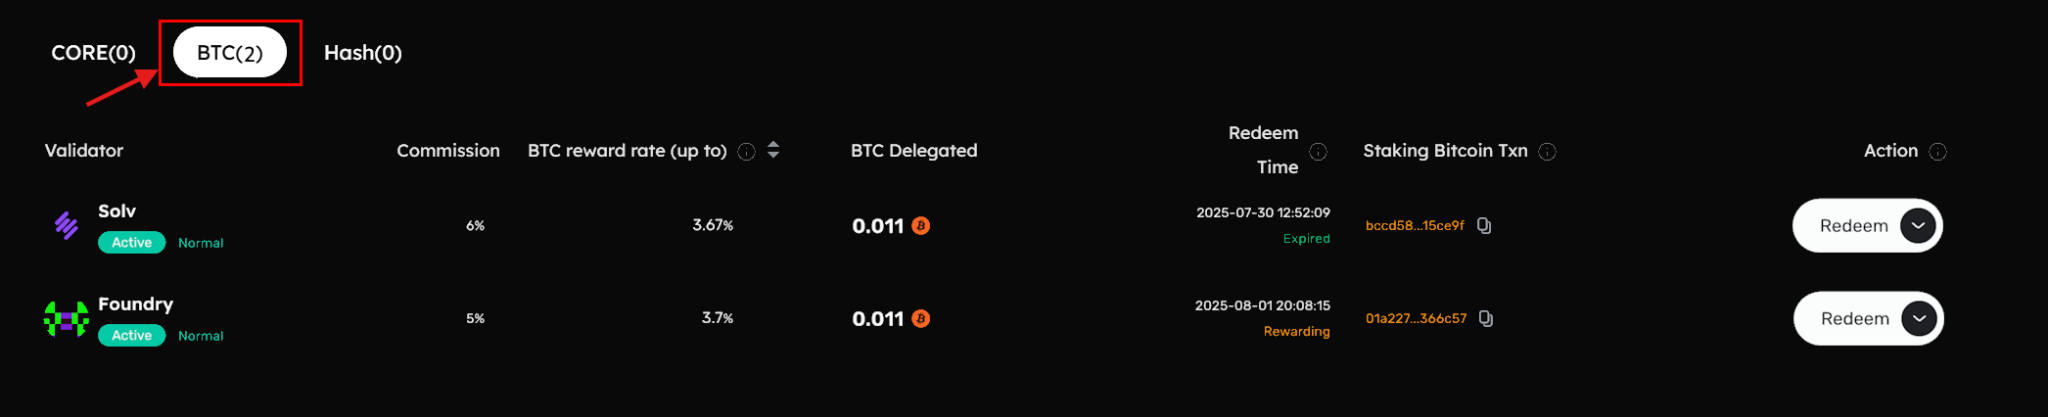 CORE(0) BTC(2) Hash(0)
Validator Commission BTC reward rate (up to) BTC Delegated Redeem Time Staking Bitcoin Txn Action
Solv
Active Normal
6% 3.67% 0.011
2025-07-30 12:52:09
Expired
bccd58...15ce9f
Redeem
Foundry
Active Normal
5% 3.7% 0.011
2025-08-01 20:08:15
Rewarding
01a227...366c57
Redeem